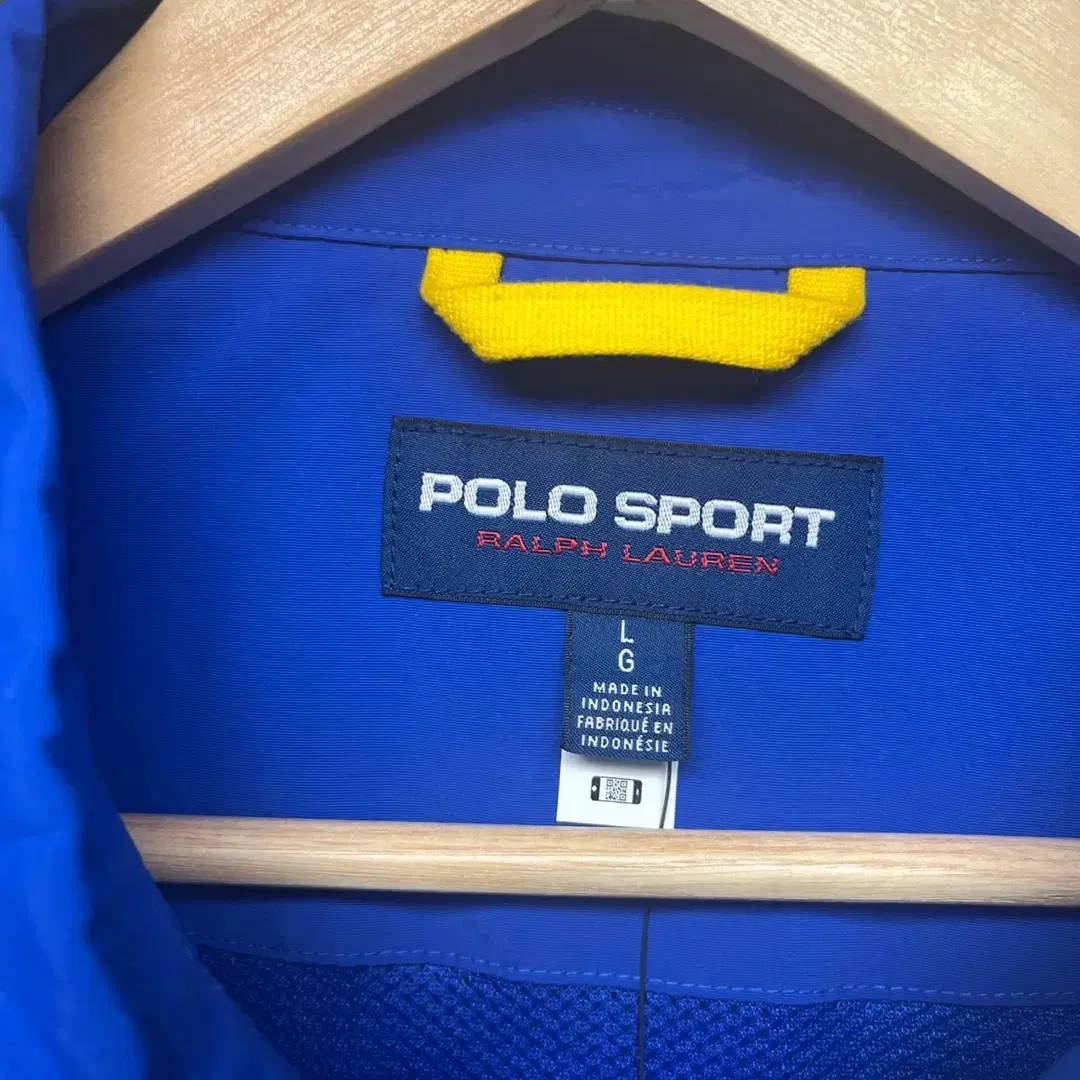 POLO SPORT
RALPH LAUREN
L
G
MADE IN
INDONESIA
FABRIQUÉ EN
INDONÉSIE